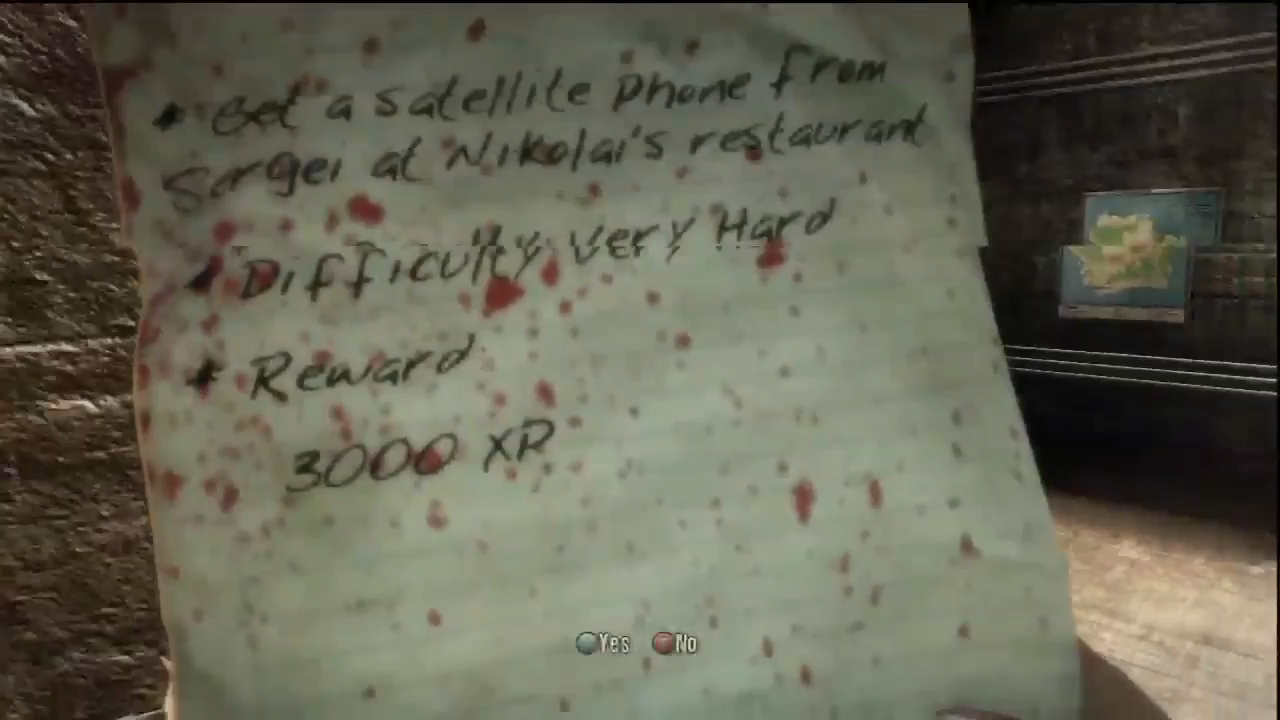 Get a satellite phone from
Sergei at Nikolai's restaurant
Difficulty very Hard
Reward
3000 XP
Yes No